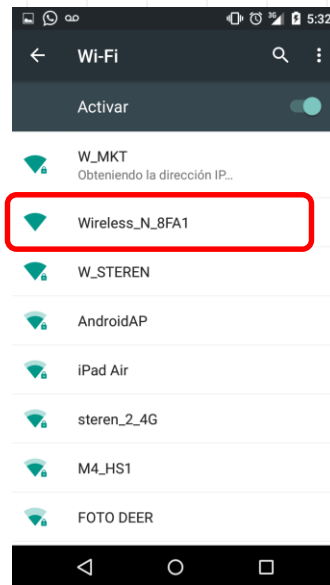 3G 5:32
Wi-Fi
Activar
W_MKT
Obteniendo la dirección IP...
Wireless_N_8FA1
W_STEREN
AndroidAP
iPad Air
steren_2_4G
M4_HS1
FOTO DEER